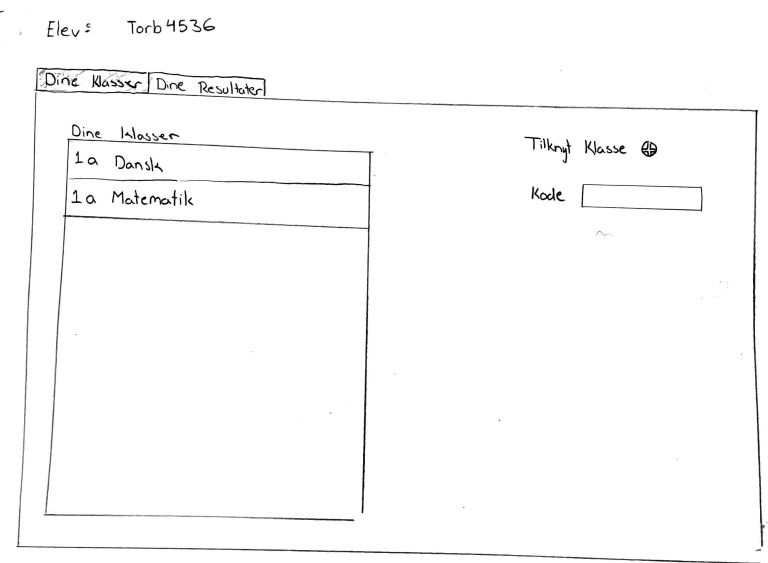 Elev: Torb4536
Dine Klasser Dine Resultater
Dine klasser
1a Dansk
1a Matematik
Tilknyt Klasse
Kode